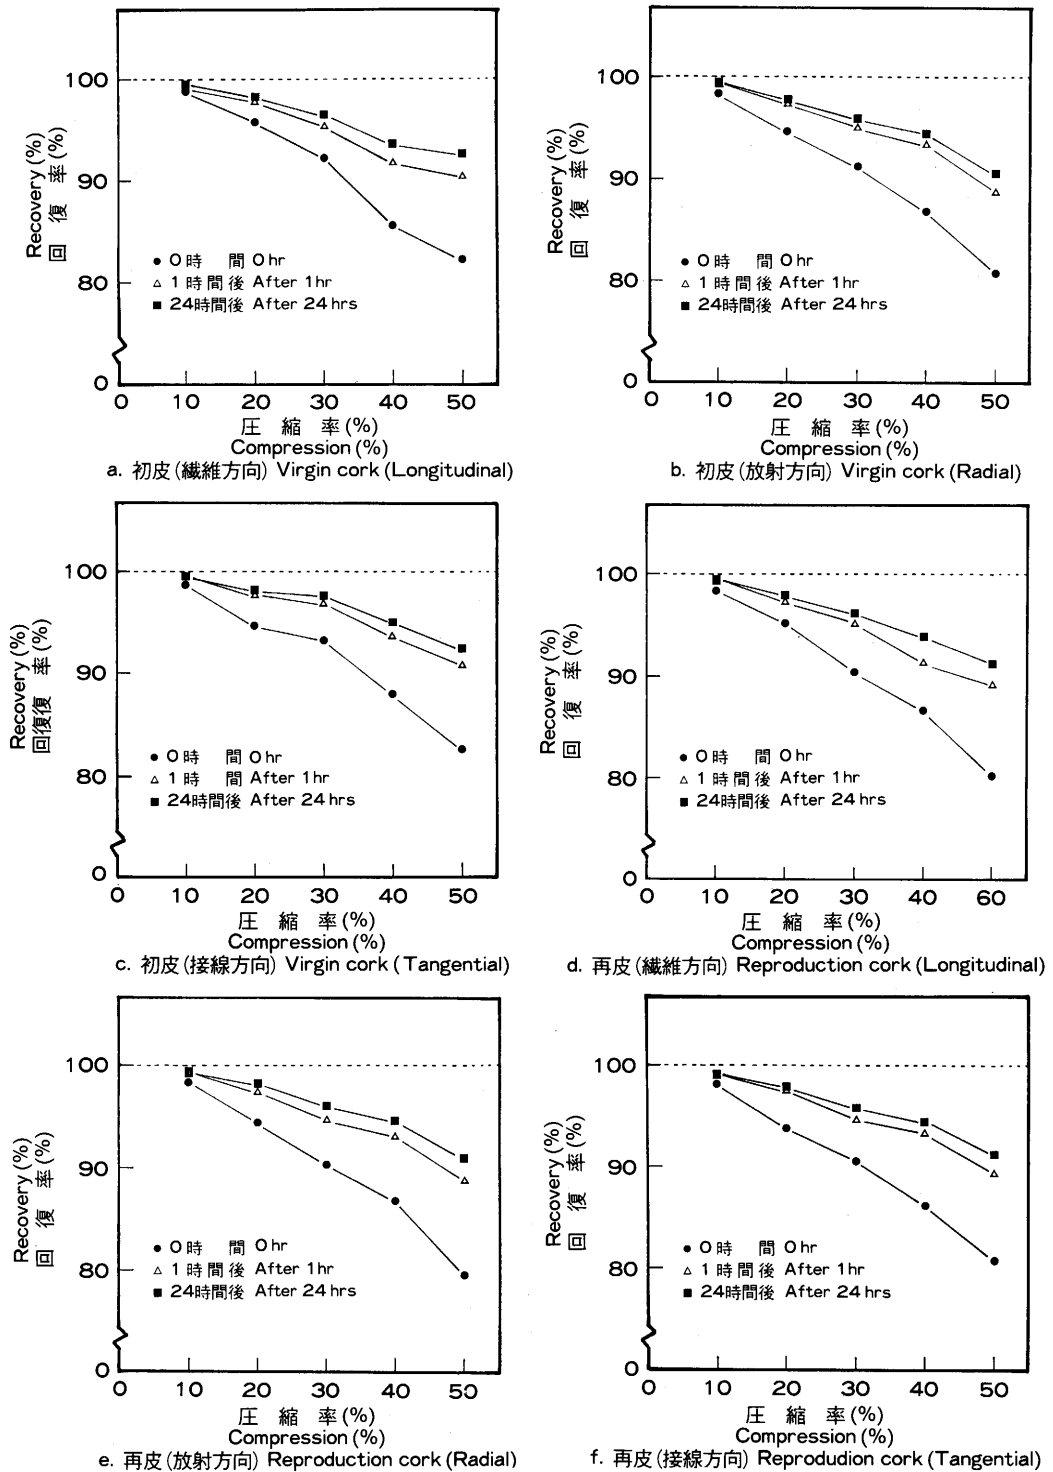 100
90
80
0
Recovery (%)
回 復 率 (%)
● 0時 間 0 hr
△ 1時間後 After 1hr
■ 24時間後 After 24 hrs
0 10 20 30 40 50
圧 縮 率 (%)
Compression (%)
a. 初皮 (繊維方向) Virgin cork (Longitudinal)
100
90
80
0
Recovery (%)
回 復 率 (%)
● 0時 間 0 hr
△ 1時間後 After 1hr
■ 24時間後 After 24 hrs
0 10 20 30 40 50
圧 縮 率 (%)
Compression (%)
b. 初皮 (放射方向) Virgin cork (Radial)
100
90
80
0
Recovery (%)
回復復 率 (%)
● 0時 間 0 hr
△ 1時 間 After 1hr
■ 24時間後 After 24 hrs
0 10 20 30 40 50
圧 縮 率 (%)
Compression (%)
c. 初皮 (接線方向) Virgin cork (Tangential)
100
90
80
0
Recovery (%)
回 復 率 (%)
● 0時 間 0 hr
△ 1時間後 After 1hr
■ 24時間後 After 24 hrs
0 10 20 30 40 60
圧 縮 率 (%)
Compression (%)
d. 再皮 (繊維方向) Reproduction cork (Longitudinal)
100
90
80
0
Recovery (%)
回 復 率 (%)
● 0時 間 0 hr
△ 1時間後 After 1hr
■ 24時間後 After 24 hrs
0 10 20 30 40 50
圧 縮 率 (%)
Compression (%)
e. 再皮 (放射方向) Reproduction cork (Radial)
100
90
80
0
Recovery (%)
回 復 率 (%)
● 0時 間 0 hr
△ 1時間後 After 1hr
■ 24時間後 After 24 hrs
0 10 20 30 40 50
圧 縮 率 (%)
Compression (%)
f. 再皮 (接線方向) Reprodudion cork (Tangential)